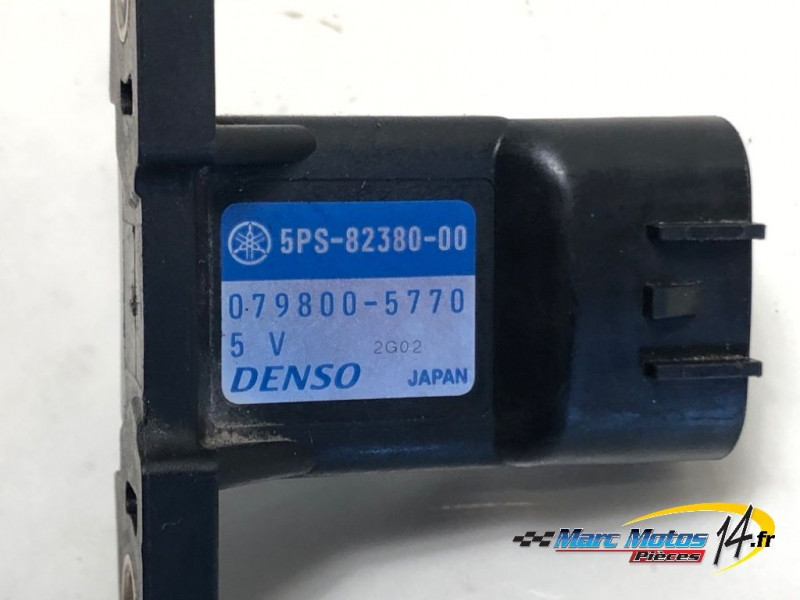 5PS-82380-00
079800-5770
5 V 2G02
DENSO JAPAN
Marc Motos 14.fr
Pièces